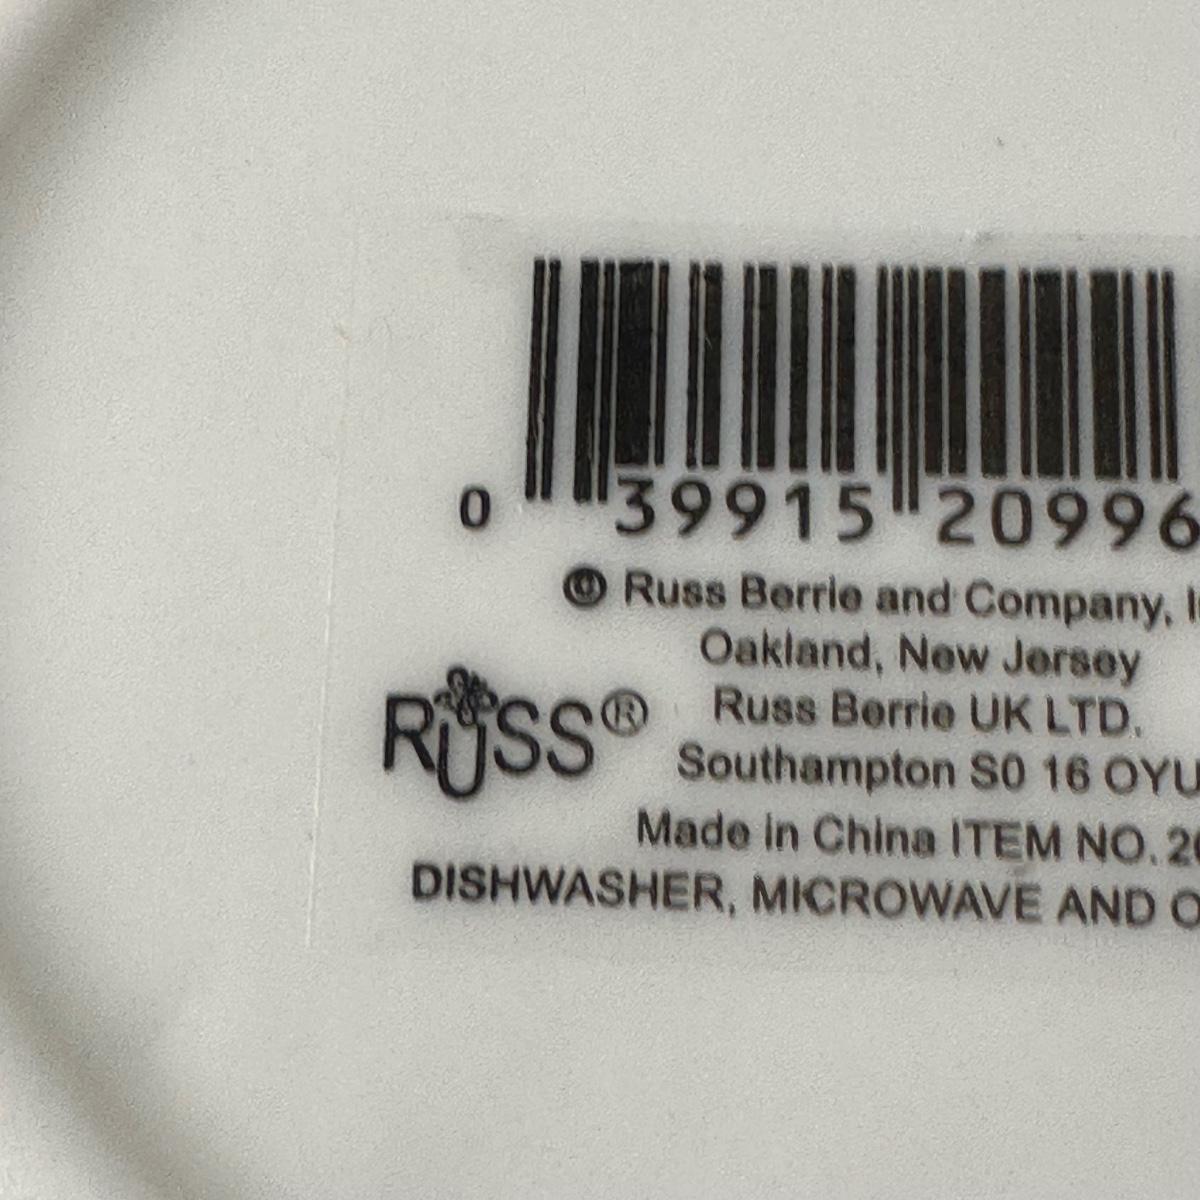 0 39915 20996
© Russ Berrie and Company,
Oakland, New Jersey
RUSS® Russ Berrie UK LTD.
Southampton S0 16 OYU
Made in China ITEM NO. 20
DISHWASHER, MICROWAVE AND